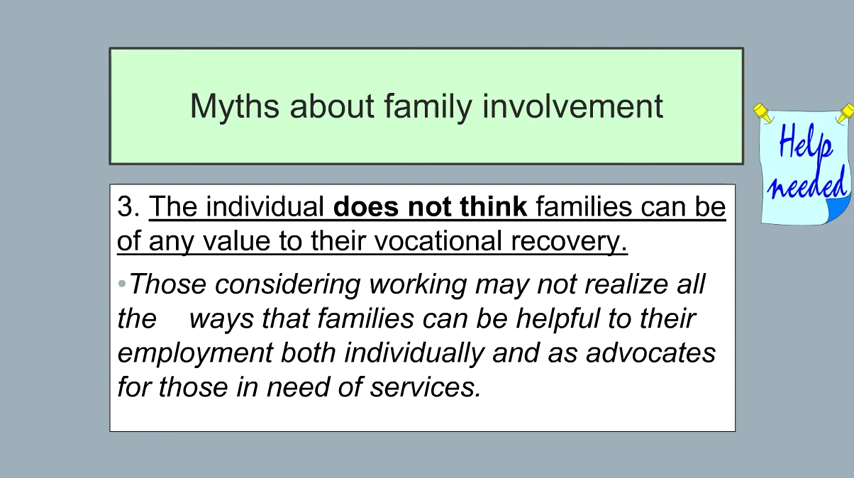 Myths about family involvement
Help
needed
3. The individual does not think families can be
of any value to their vocational recovery.
•Those considering working may not realize all
the ways that families can be helpful to their
employment both individually and as advocates
for those in need of services.